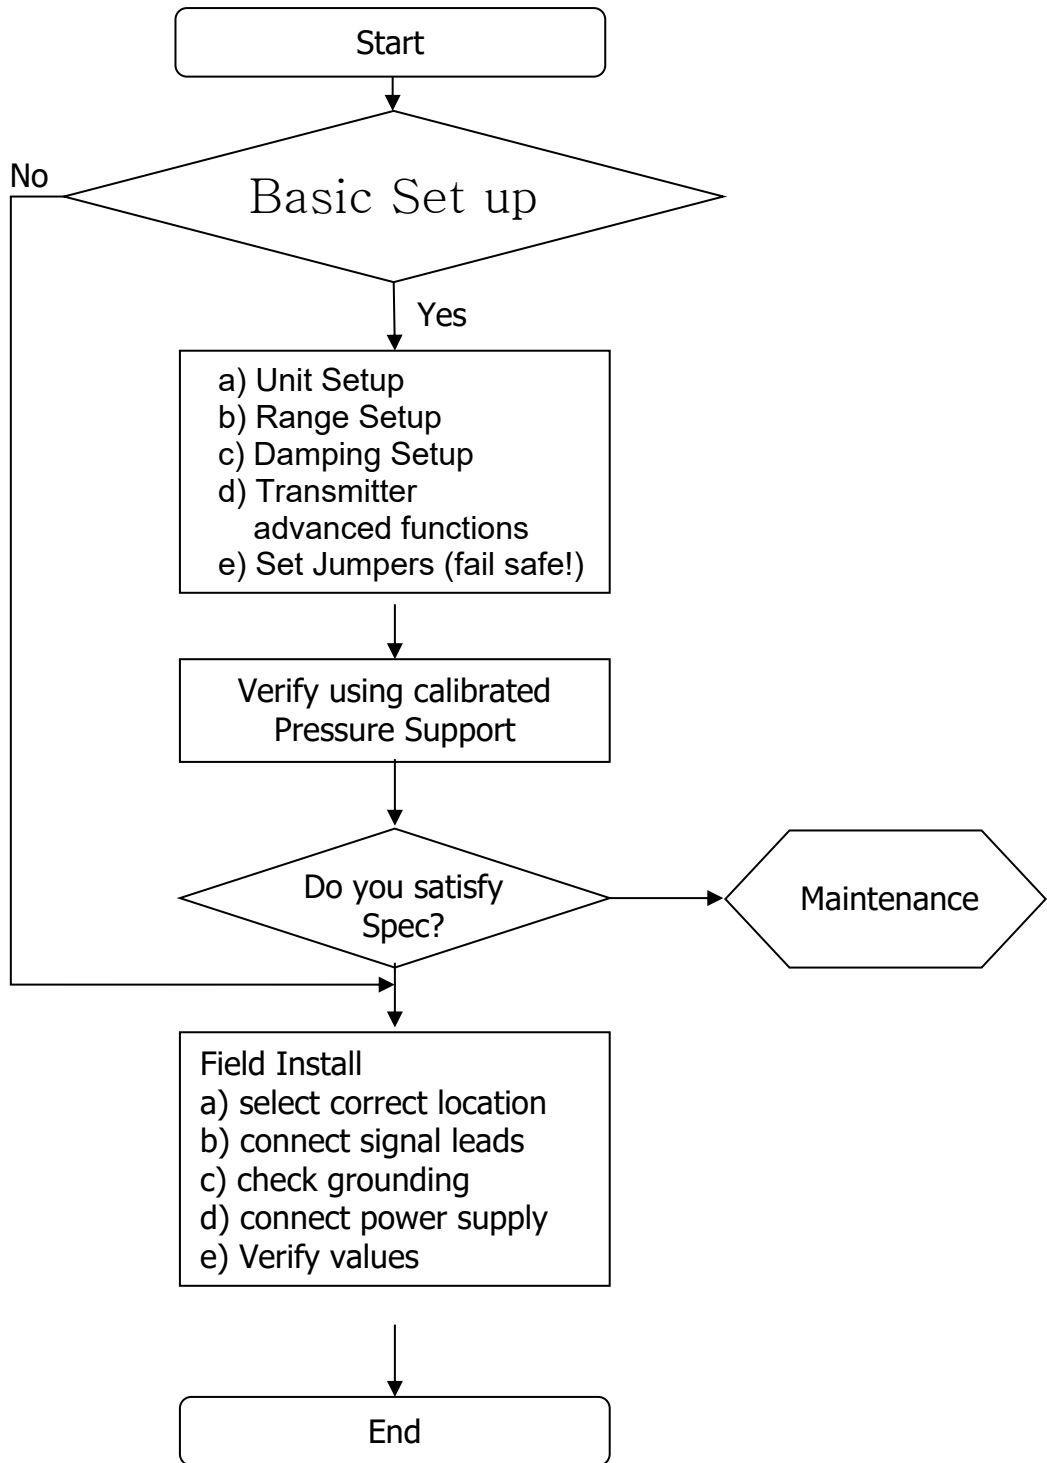 Start
No
Basic Set up
Yes
a) Unit Setup
b) Range Setup
c) Damping Setup
d) Transmitter
advanced functions
e) Set Jumpers (fail safe!)
Verify using calibrated
Pressure Support
Do you satisfy
Spec?
Maintenance
Field Install
a) select correct location
b) connect signal leads
c) check grounding
d) connect power supply
e) Verify values
End